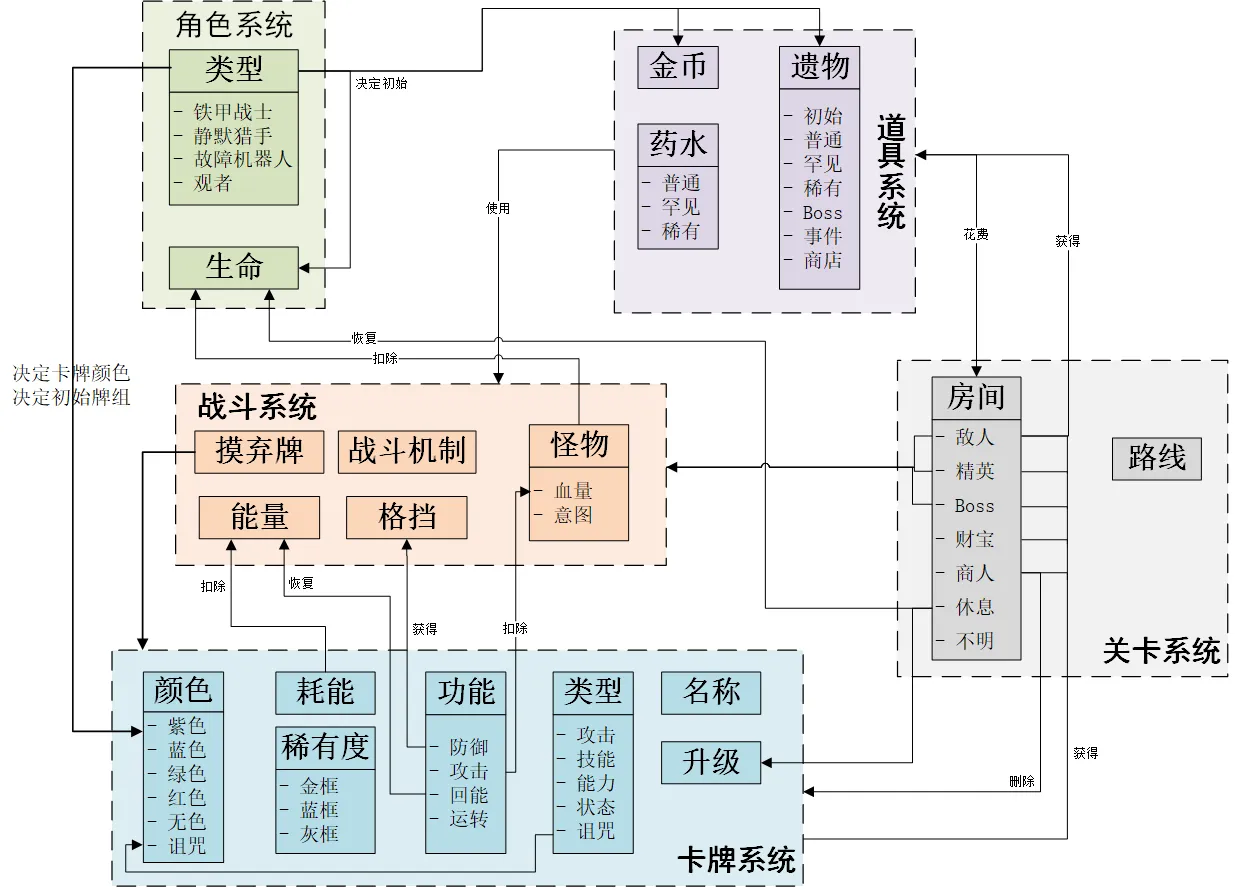 角色系统
类型
- 铁甲战士
- 静默猎手
- 故障机器人
- 观者
生命
决定初始
金币
药水
- 普通
- 罕见
- 稀有
遗物
- 初始
- 普通
- 罕见
- 稀有
- Boss
- 事件
- 商店
道具系统
使用
花费
获得
恢复
扣除
决定卡牌颜色
决定初始牌组
战斗系统
摸弃牌
战斗机制
怪物
- 血量
- 意图
能量
格挡
房间
- 敌人
- 精英
- Boss
- 财宝
- 商人
- 休息
- 不明
路线
关卡系统
扣除
恢复
获得
扣除
颜色
- 紫色
- 蓝色
- 绿色
- 红色
- 无色
- 诅咒
耗能
稀有度
- 金框
- 蓝框
- 灰框
功能
- 防御
- 攻击
- 回能
- 运转
类型
- 攻击
- 技能
- 能力
- 状态
- 诅咒
名称
升级
卡牌系统
删除
获得